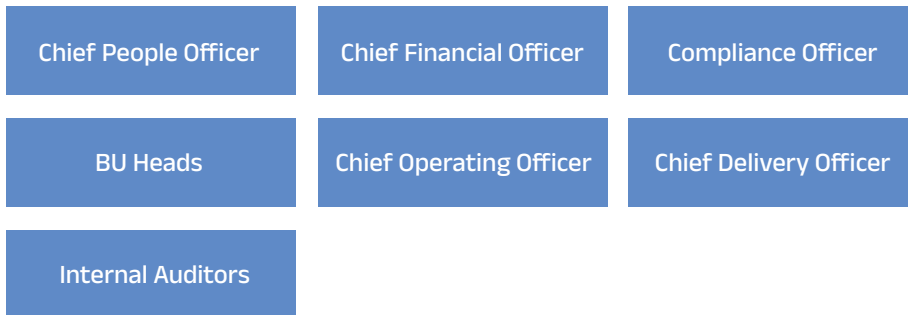 Chief People Officer
Chief Financial Officer
Compliance Officer
BU Heads
Chief Operating Officer
Chief Delivery Officer
Internal Auditors